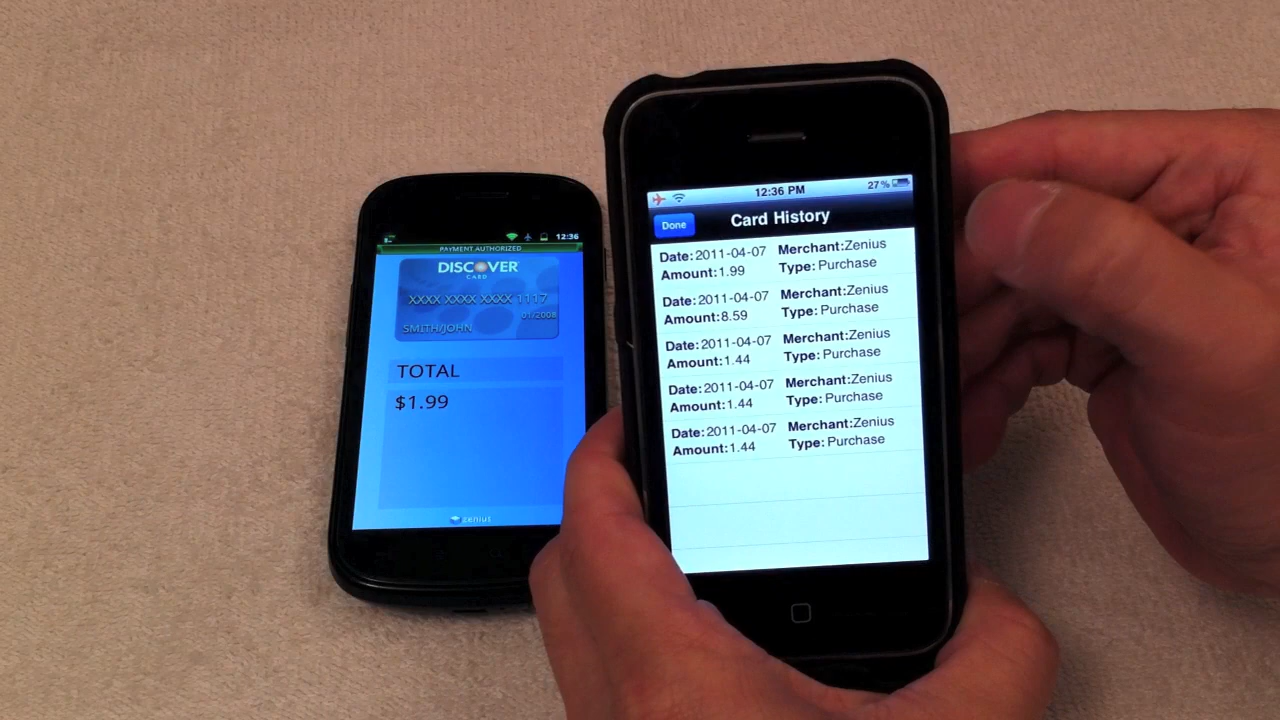 12:36
PAYMENT AUTHORIZED
DISCOVER
CARD
XXXX XXXX XXXX 1117
01/2008
SMITH/JOHN
TOTAL
$1.99
zenius
12:36 PM
27%
Done
Card History
Date: 2011-04-07 Merchant:Zenius
Amount:1.99 Type: Purchase
Date: 2011-04-07 Merchant:Zenius
Amount:8.59 Type: Purchase
Date: 2011-04-07 Merchant:Zenius
Amount:1.44 Type: Purchase
Date: 2011-04-07 Merchant:Zenius
Amount:1.44 Type: Purchase
Date: 2011-04-07 Merchant:Zenius
Amount:1.44 Type: Purchase